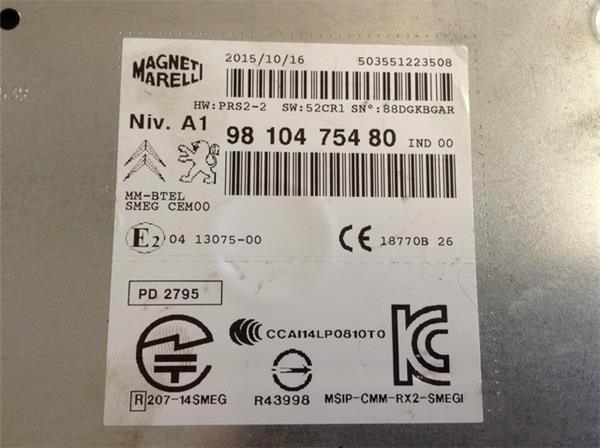 MAGNETI
MARELLI
2015/10/16 503551223508
HW:PRS2-2 SW:52CR1 SN°:88DGKBGAR
Niv. A1 98 104 754 80 IND 00
MM-BTEL
SMEG CEM00
E2 04 13075-00 CE 18770B 26
PD 2795
CCAI14LP0810T0
R 207-14SMEG R43998 MSIP-CMM-RX2-SMEGI